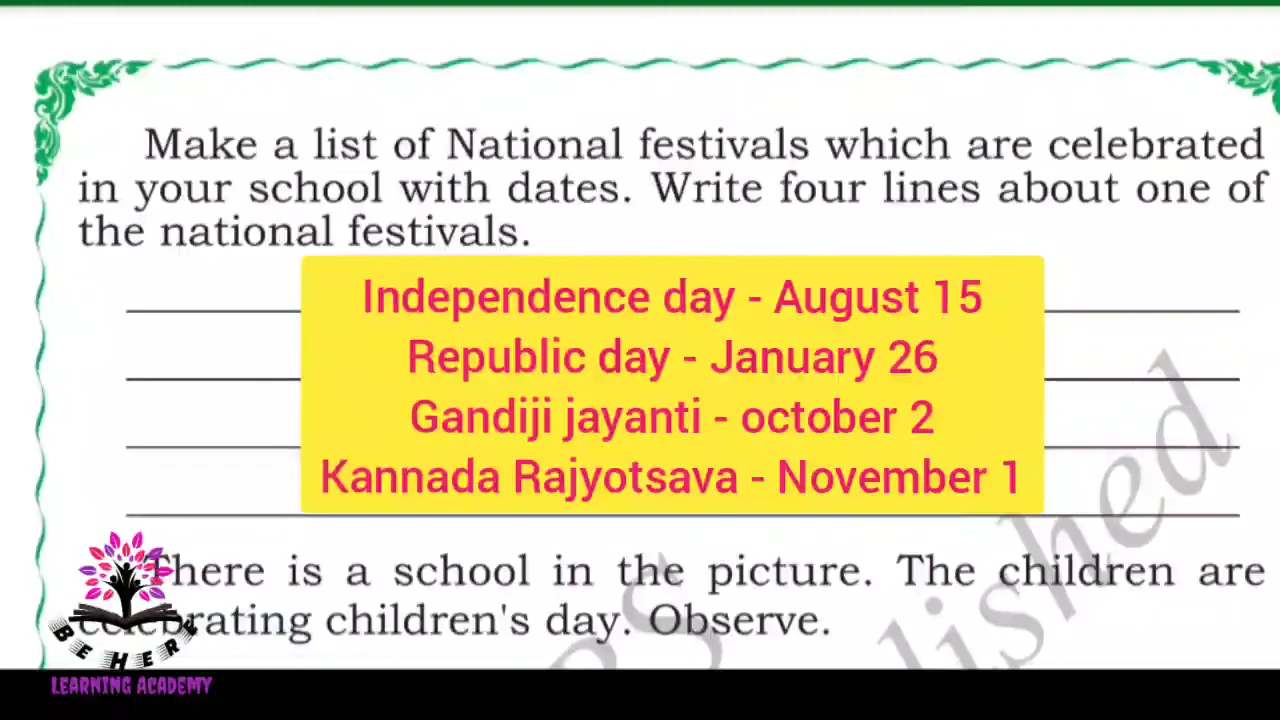 Make a list of National festivals which are celebrated
in your school with dates. Write four lines about one of
the national festivals.
Independence day - August 15
Republic day - January 26
Gandiji jayanti - october 2
Kannada Rajyotsava - November 1
There is a school in the picture. The children are
celebrating children's day. Observe.
BEHERE
LEARNING ACADEMY